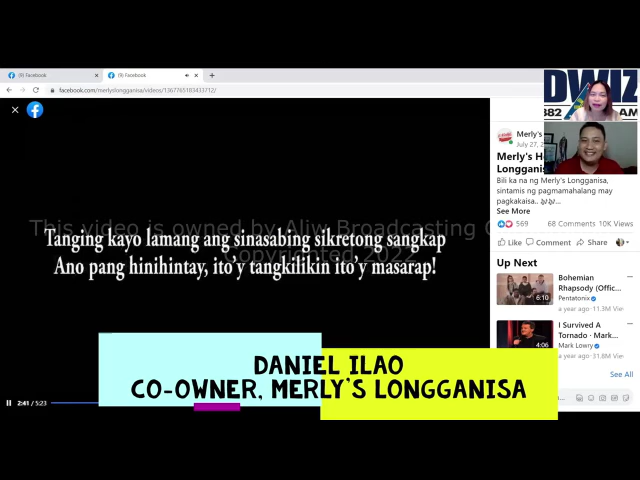 (9) Facebook
(9) Facebook
facebook.com/merlyslongganisa/videos/1367765183433712/
DWIZ
882 AM
Merly's
July 27, 2
Merly's H
Longganis
Bili ka na ng Merly's Longganisa,
sintamis ng pagmamahalang may
pagkakaisa..
See More
569 68 Comments 10K Views
Like Comment Share
This video is owned by Aliw Broadcasting C
Copyrighted 2022
Tanging kayo lamang ang sinasabing sikretong sangkap
Ano pang hinihintay, ito'y tangkilikin ito'y masarap!
Up Next
Bohemian
Rhapsody (Offic...
Pentatonix
a year ago · 11.3M Vie
6:10
I Survived A
Tornado · Mark...
Mark Lowry
a year ago · 31.8M Vie
4:06
See All
DANIEL ILAO
CO-OWNER, MERLY'S LONGGANISA
2:41 / 5:23